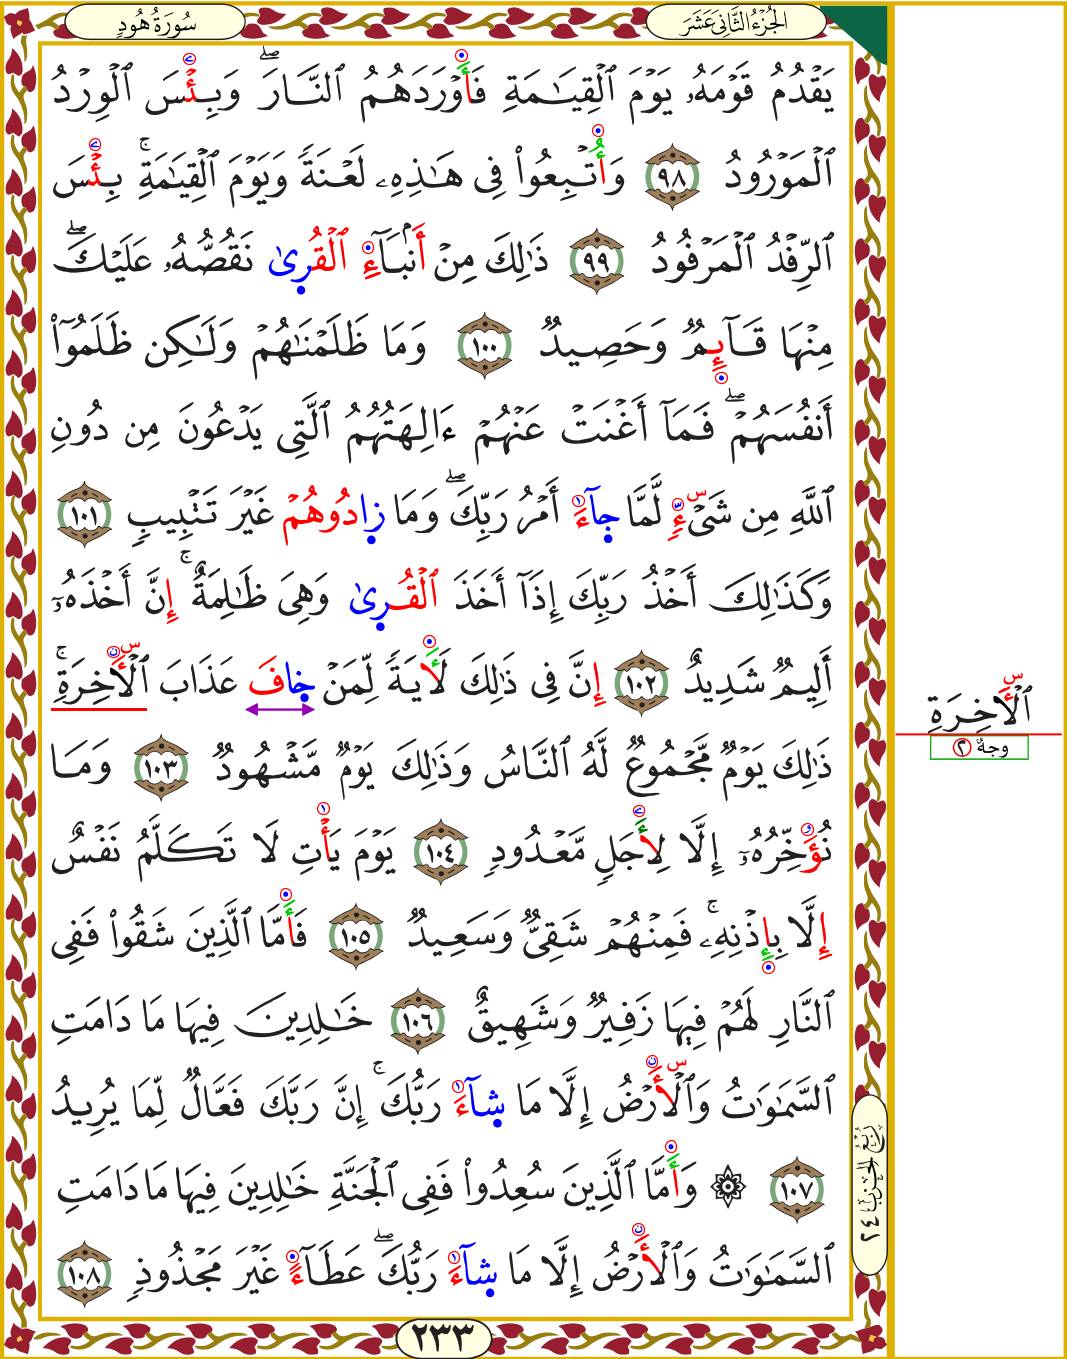 الجُزْءُ الثَّانِيَ عَشَرَ
سُورَةُ هُودٍ
يَقْدُمُ قَوْمَهُۥ يَوْمَ ٱلْقِيَـٰمَةِ فَأَوْرَدَهُمُ ٱلنَّارَ ۖ وَبِئْسَ ٱلْوِرْدُ
ٱلْمَوْرُودُ ٩٨ وَأُتْبِعُوا۟ فِى هَـٰذِهِۦ لَعْنَةً وَيَوْمَ ٱلْقِيَـٰمَةِ ۚ بِئْسَ
ٱلرِّفْدُ ٱلْمَرْفُودُ ٩٩ ذَٰلِكَ مِنْ أَنۢبَآءِ ٱلْقُرِىٰ نَقُصُّهُۥ عَلَيْكَ ۖ
مِنْهَا قَآئِمٌ وَحَصِيدٌ ١٠٠ وَمَا ظَلَمْنَـٰهُمْ وَلَـٰكِن ظَلَمُوٓا۟
أَنفُسَهُمْ ۖ فَمَآ أَغْنَتْ عَنْهُمْ ءَالِهَتُهُمُ ٱلَّتِى يَدْعُونَ مِن دُونِ
ٱللَّهِ مِن شَىْءٍ س لَّمَّا جِآءَ أَمْرُ رَبِّكَ ۖ وَمَا زِادُوهُمْ غَيْرَ تَتْبِيبٍ ١٠١
وَكَذَٰلِكَ أَخْذُ رَبِّكَ إِذَآ أَخَذَ ٱلْقُرِىٰ وَهِىَ ظَـٰلِمَةٌ ۚ إِنَّ أَخْذَهُۥٓ
أَلِيمٌ شَدِيدٌ ١٠٢ إِنَّ فِى ذَٰلِكَ لَأَيَةً لِّمَنْ خِافَ عَذَابَ ٱلْأَخِرَةِ ۚ س
ٱلْأَخِرَةِ س
وجهٌ ٢
ذَٰلِكَ يَوْمٌ مَّجْمُوعٌ لَّهُ ٱلنَّاسُ وَذَٰلِكَ يَوْمٌ مَّشْهُودٌ ١٠٣ وَمَا
نُؤَخِّرُهُۥٓ إِلَّا لِأَجَلٍ مَّعْدُودٍ ١٠٤ يَوْمَ يَأْتِ لَا تَكَلَّمُ نَفْسٌ
إِلَّا بِإِذْنِهِۦ ۚ فَمِنْهُمْ شَقِىٌّ وَسَعِيدٌ ١٠٥ فَأَمَّا ٱلَّذِينَ شَقُوا۟ فَفِى
ٱلنَّارِ لَهُمْ فِيهَا زَفِيرٌ وَشَهِيقٌ ١٠٦ خَـٰلِدِينَ فِيهَا مَا دَامَتِ
ٱلسَّمَـٰوَٰتُ وَٱلْأَرْضُ س إِلَّا مَا شِآءَ رَبُّكَ ۚ إِنَّ رَبَّكَ فَعَّالٌ لِّمَا يُرِيدُ
١٠٧ ۞ وَأَمَّا ٱلَّذِينَ سُعِدُوا۟ فَفِى ٱلْجَنَّةِ خَـٰلِدِينَ فِيهَا مَا دَامَتِ
ٱلسَّمَـٰوَٰتُ وَٱلْأَرْضُ إِلَّا مَا شِآءَ رَبُّكَ ۖ عَطَآءً غَيْرَ مَجْذُوذٍ ١٠٨
رُبْعُ الحِزْبِ ٢٤
٢٣٣